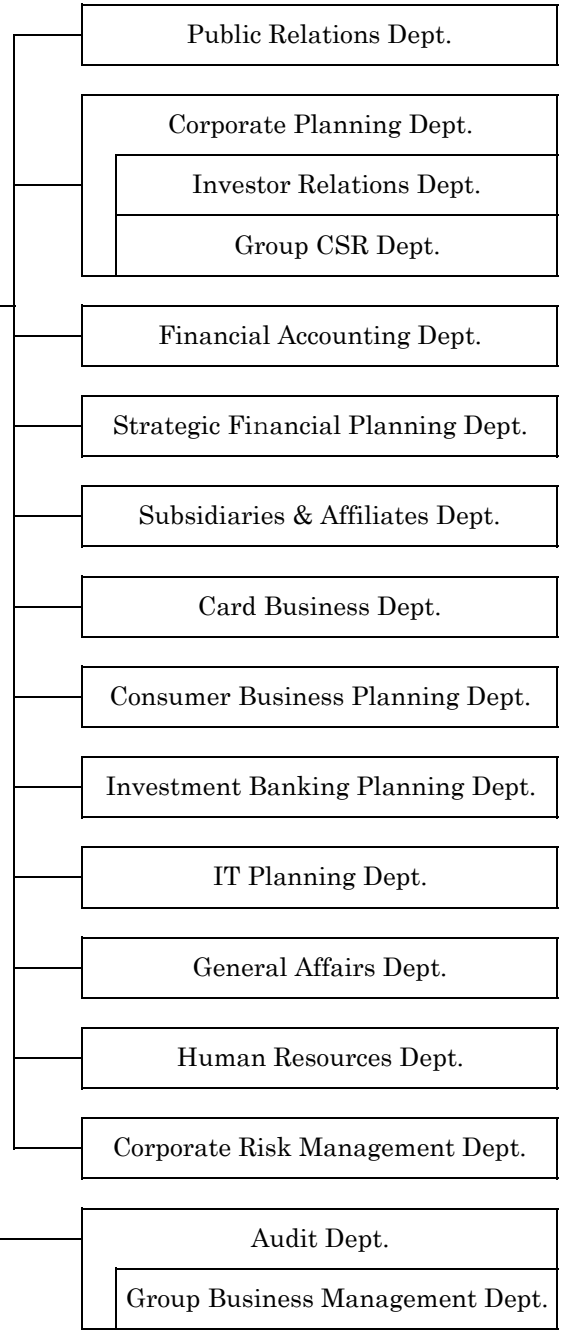 Public Relations Dept.
Corporate Planning Dept.
Investor Relations Dept.
Group CSR Dept.
Financial Accounting Dept.
Strategic Financial Planning Dept.
Subsidiaries & Affiliates Dept.
Card Business Dept.
Consumer Business Planning Dept.
Investment Banking Planning Dept.
IT Planning Dept.
General Affairs Dept.
Human Resources Dept.
Corporate Risk Management Dept.
Audit Dept.
Group Business Management Dept.